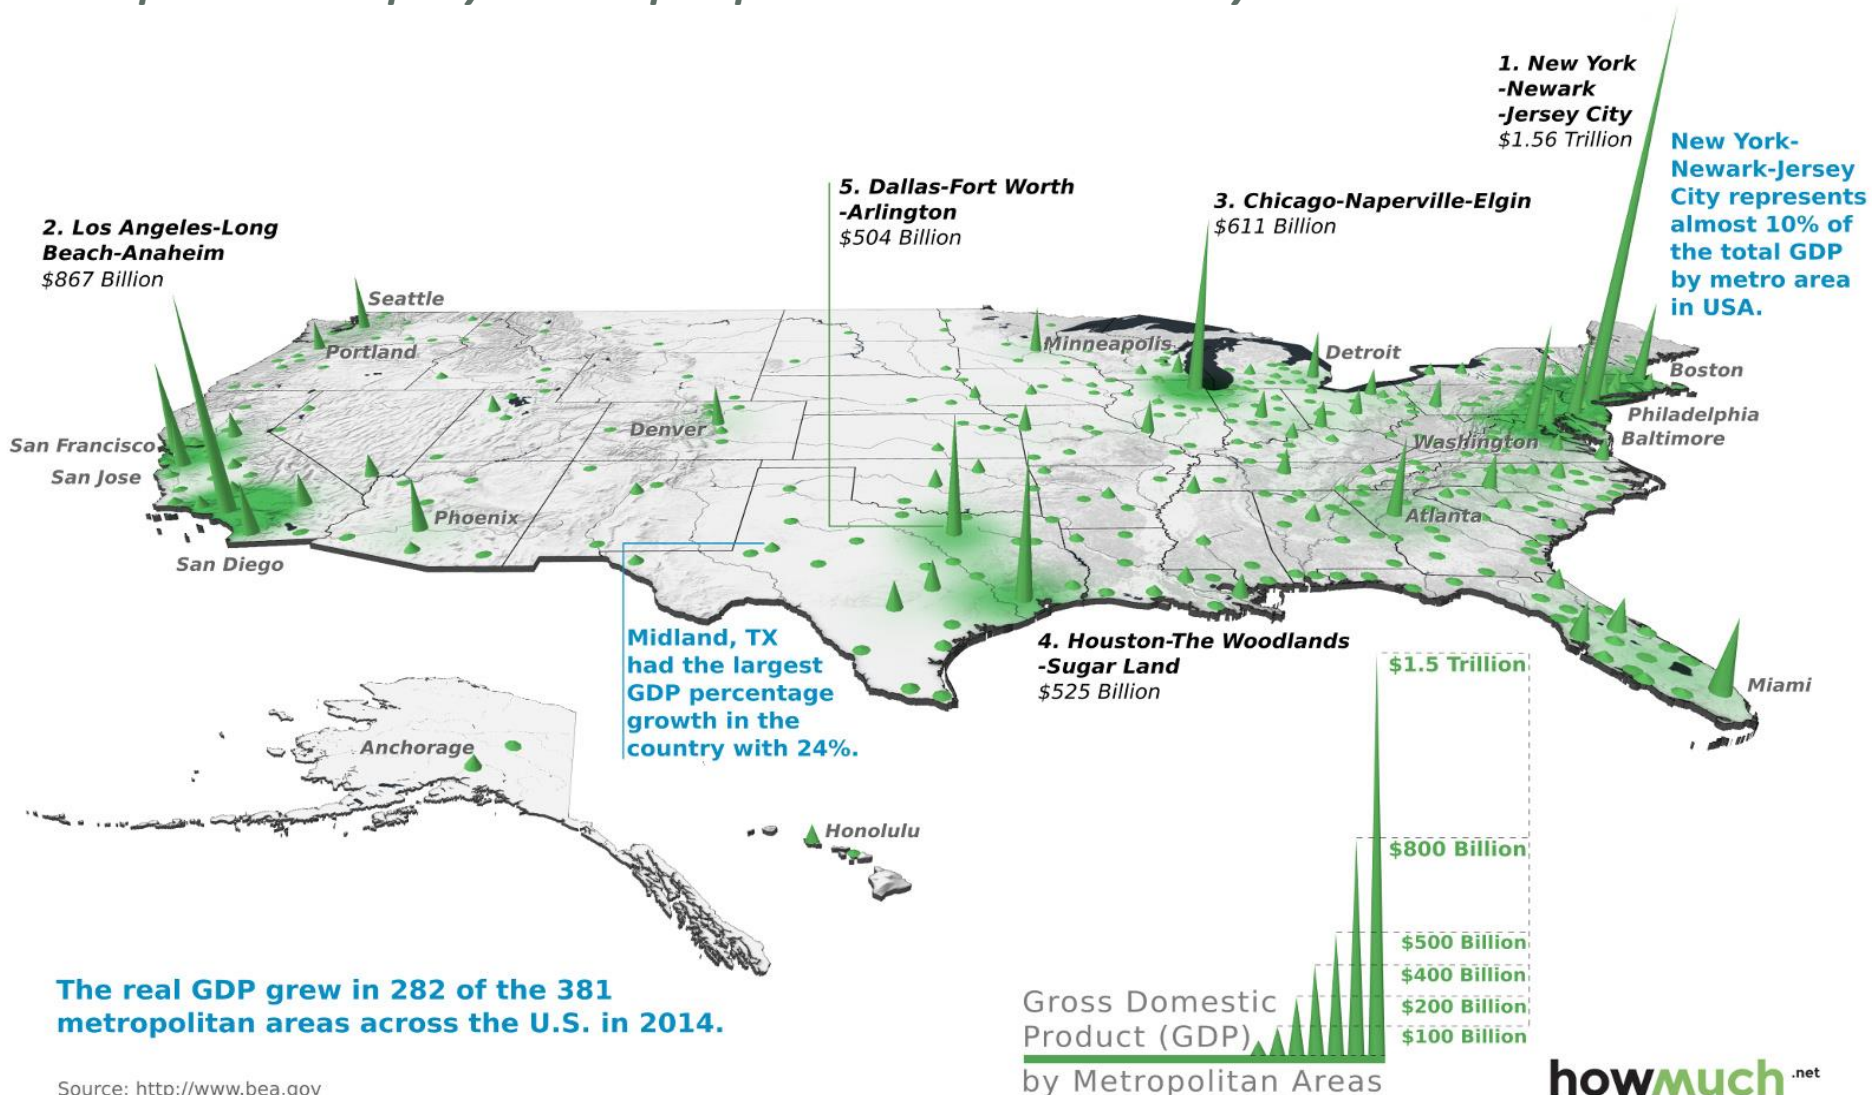 1. New York
-Newark
-Jersey City
$1.56 Trillion
New York-
Newark-Jersey
City represents
almost 10% of
the total GDP
by metro area
in USA.
5. Dallas-Fort Worth
-Arlington
$504 Billion
3. Chicago-Naperville-Elgin
$611 Billion
2. Los Angeles-Long
Beach-Anaheim
$867 Billion
Seattle
Portland
Minneapolis
Detroit
Boston
Denver
Philadelphia
Washington
Baltimore
San Francisco
San Jose
Phoenix
Atlanta
San Diego
Midland, TX
had the largest
GDP percentage
growth in the
country with 24%.
4. Houston-The Woodlands
-Sugar Land
$525 Billion
Miami
Anchorage
Honolulu
$1.5 Trillion
$800 Billion
$500 Billion
$400 Billion
$200 Billion
$100 Billion
Gross Domestic
Product (GDP)
by Metropolitan Areas
The real GDP grew in 282 of the 381
metropolitan areas across the U.S. in 2014.
Source: http://www.bea.gov
howmuch.net